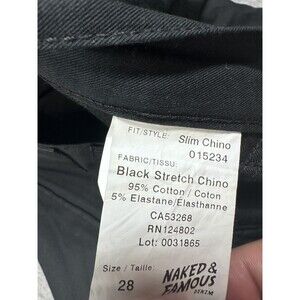 FIT/STYLE: Slim Chino
015234
FABRIC/TISSU:
Black Stretch Chino
95% Cotton / Coton
5% Elastane/Elasthanne
CA53268
RN124802
Lot: 0031865
Size / Taille:
28
NAKED &
FAMOUS
DENIM